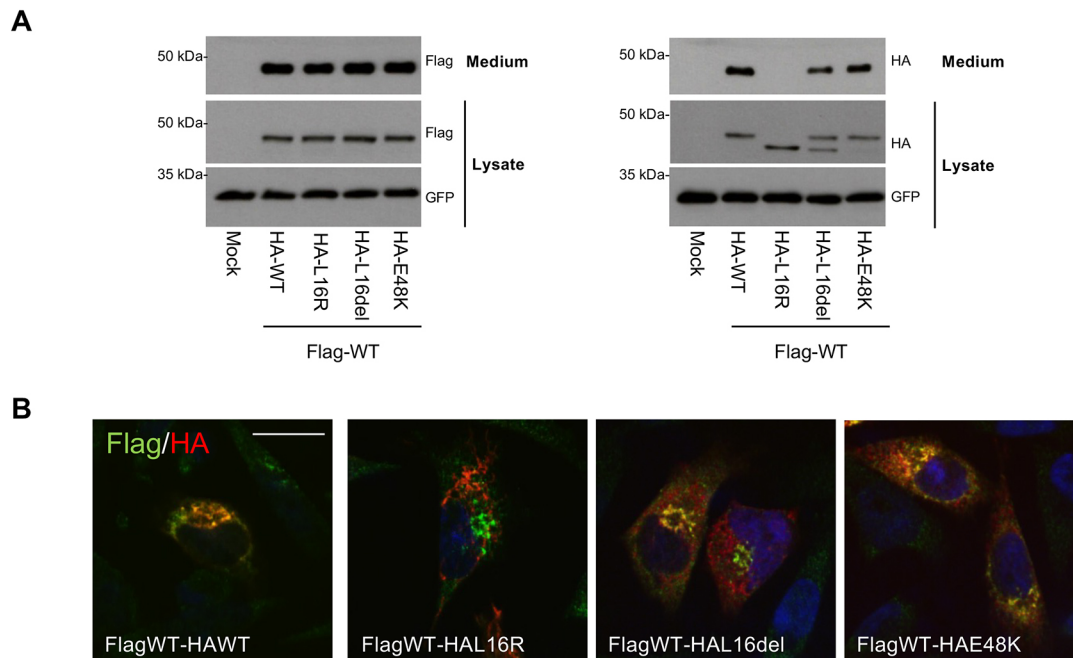 A
50 kDa-
Flag
Medium
50 kDa-
Flag
Lysate
35 kDa-
GFP
Mock
HA-WT
HA-L16R
HA-L16del
HA-E48K
Flag-WT
50 kDa-
HA
Medium
50 kDa-
HA
Lysate
35 kDa-
GFP
Mock
HA-WT
HA-L16R
HA-L16del
HA-E48K
Flag-WT
B
Flag/HA
FlagWT-HAWT
FlagWT-HAL16R
FlagWT-HAL16del
FlagWT-HAE48K